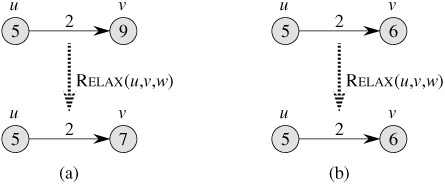 u v u v
5 2 9 5 2 6
RELAX(u,v,w) RELAX(u,v,w)
u v u v
5 2 7 5 2 6
(a) (b)